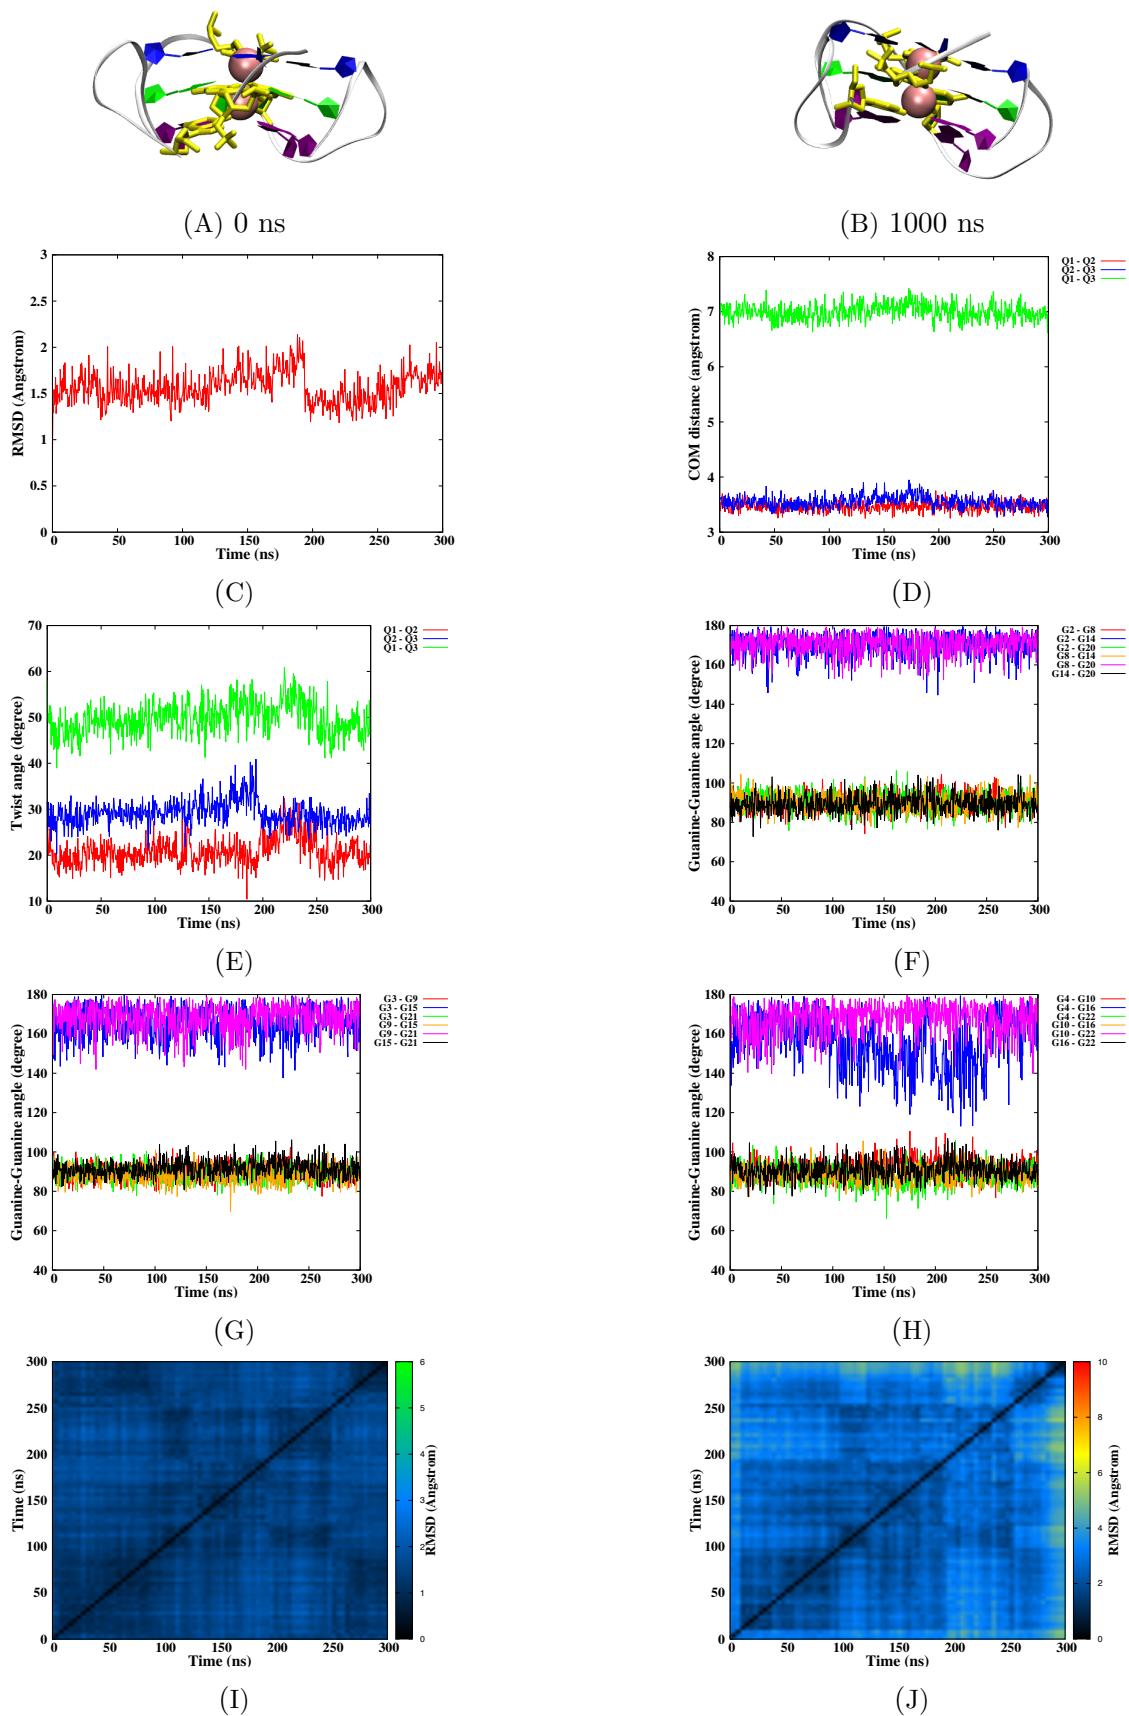 (A) 0 ns
(B) 1000 ns
RMSD (Angstrom)
3
2.5
2
1.5
1
0.5
0
0 50 100 150 200 250 300
Time (ns)
(C)
COM distance (angstrom)
8
7
6
5
4
3
0 50 100 150 200 250 300
Time (ns)
Q1 - Q2
Q2 - Q3
Q1 - Q3
(D)
Twist angle (degree)
70
60
50
40
30
20
10
0 50 100 150 200 250 300
Time (ns)
Q1 - Q2
Q2 - Q3
Q1 - Q3
(E)
Guanine-Guanine angle (degree)
180
160
140
120
100
80
60
40
0 50 100 150 200 250 300
Time (ns)
G2 - G8
G2 - G14
G2 - G20
G8 - G14
G8 - G20
G14 - G20
(F)
Guanine-Guanine angle (degree)
180
160
140
120
100
80
60
40
0 50 100 150 200 250 300
Time (ns)
G3 - G9
G3 - G15
G3 - G21
G9 - G15
G9 - G21
G15 - G21
(G)
Guanine-Guanine angle (degree)
180
160
140
120
100
80
60
40
0 50 100 150 200 250 300
Time (ns)
G4 - G10
G4 - G16
G4 - G22
G10 - G16
G10 - G22
G16 - G22
(H)
Time (ns)
300
250
200
150
100
50
0
0 50 100 150 200 250 300
Time (ns)
6
5
4
3
2
1
0
RMSD (Angstrom)
(I)
Time (ns)
300
250
200
150
100
50
0
0 50 100 150 200 250 300
Time (ns)
10
8
6
4
2
0
RMSD (Angstrom)
(J)